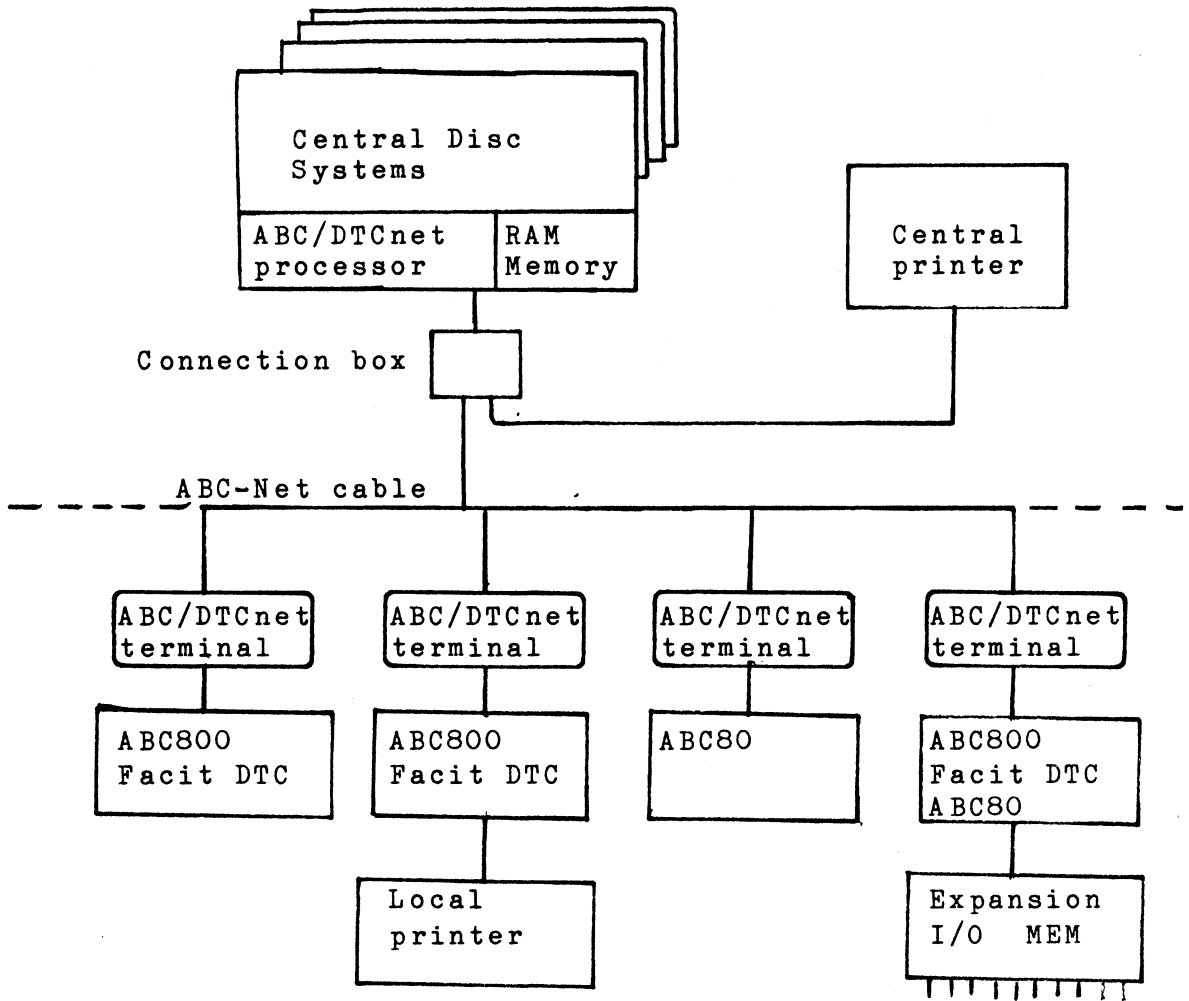 Central Disc
Systems
ABC/DTCnet
processor
RAM
Memory
Central
printer
Connection box
ABC-Net cable
ABC/DTCnet
terminal
ABC/DTCnet
terminal
ABC/DTCnet
terminal
ABC/DTCnet
terminal
ABC800
Facit DTC
ABC800
Facit DTC
ABC80
ABC800
Facit DTC
ABC80
Local
printer
Expansion
I/O MEM